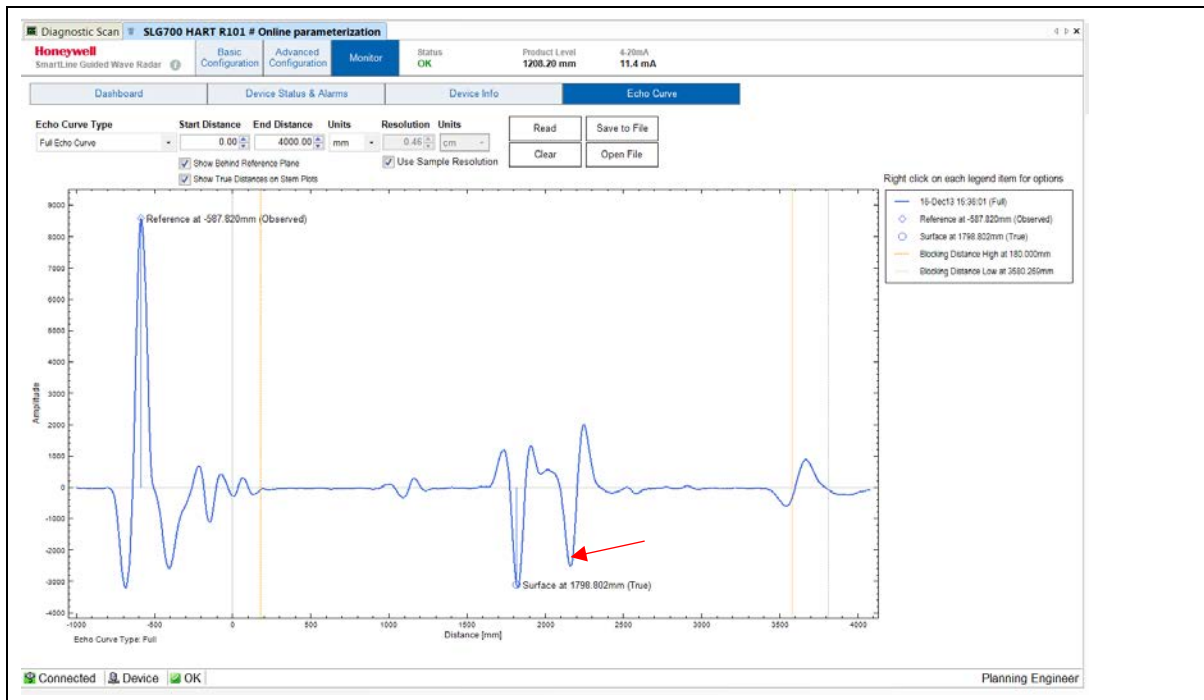 Diagnostic Scan SLG700 HART R101 # Online parameterization
Honeywell
SmartLine Guided Wave Radar
Basic Configuration
Advanced Configuration
Monitor
Status
OK
Product Level
1208.20 mm
4-20mA
11.4 mA
Dashboard Device Status & Alarms Device Info Echo Curve
Echo Curve Type Start Distance End Distance Units Resolution Units
Full Echo Curve 0.00 4000.00 mm 0.46 cm
Read Save to File
Clear Open File
Show Behind Reference Plane
Use Sample Resolution
Show True Distances on Stem Plots
Right click on each legend item for options
16-Dec13 16:36:01 (Full)
Reference at -587.820mm (Observed)
Surface at 1798.802mm (True)
Blocking Distance High at 180.000mm
Blocking Distance Low at 3580.269mm
Reference at -587.820mm (Observed)
Surface at 1798.802mm (True)
Amplitude
9000
8000
7000
6000
5000
4000
3000
2000
1000
0
-1000
-2000
-3000
-4000
-1000 -500 0 500 1000 1500 2000 2500 3000 3500 4000
Distance [mm]
Echo Curve Type: Full
Connected Device OK Planning Engineer